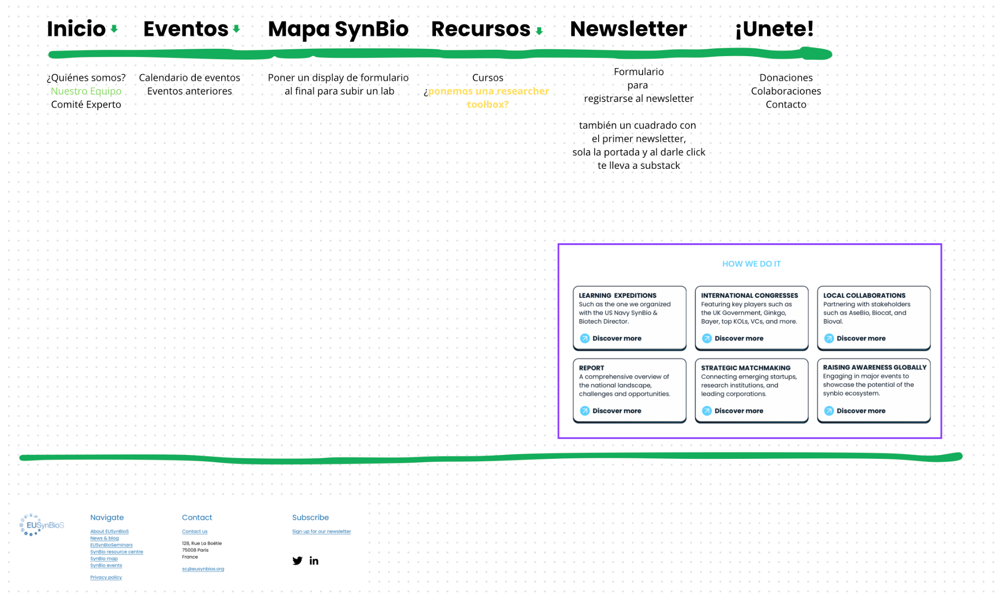 Inicio
Eventos
Mapa SynBio
Recursos
Newsletter
¡Unete!
¿Quiénes somos?
Nuestro Equipo
Comité Experto
Calendario de eventos
Eventos anteriores
Poner un display de formulario
al final para subir un lab
Cursos
¿ponemos una researcher
toolbox?
Formulario
para
registrarse al newsletter
también un cuadrado con
el primer newsletter,
sola la portada y al darle click
te lleva a substack
Donaciones
Colaboraciones
Contacto
HOW WE DO IT
LEARNING EXPEDITIONS
Such as the one we organized
with the US Navy SynBio &
Biotech Director.
Discover more
INTERNATIONAL CONGRESSES
Featuring key players such as
the UK Government, Ginkgo,
Bayer, top KOLs, VCs, and more.
Discover more
LOCAL COLLABORATIONS
Partnering with stakeholders
such as AseBio, Biocat, and
Bioval.
Discover more
REPORT
A comprehensive overview of
the national landscape,
challenges and opportunities.
Discover more
STRATEGIC MATCHMAKING
Connecting emerging startups,
research institutions, and
leading corporations.
Discover more
RAISING AWARENESS GLOBALLY
Engaging in major events to
showcase the potential of the
synbio ecosystem.
Discover more
EUSynBioS
Navigate
About EUSynBioS
News & blog
EUSynBioSeminars
SynBio resource centre
SynBio map
SynBio events
Privacy policy
Contact
Contact us
128, Rue La Boétie
75008 Paris
France
sc@eusynbios.org
Subscribe
Sign up for our newsletter
in